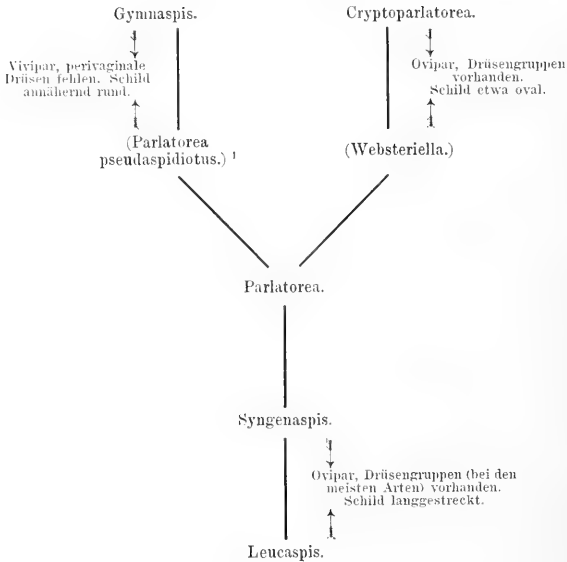 Gymnaspis.
Cryptoparlatorea.
Vivipar, perivaginale
Drüsen fehlen. Schild
annähernd rund.
Ovipar, Drüsengruppen
vorhanden.
Schild etwa oval.
(Parlatorea
pseudaspidiotus.) 1
(Websteriella.)
Parlatorea.
Syngenaspis.
Ovipar, Drüsengruppen (bei den
meisten Arten) vorhanden.
Schild langgestreckt.
Leucaspis.